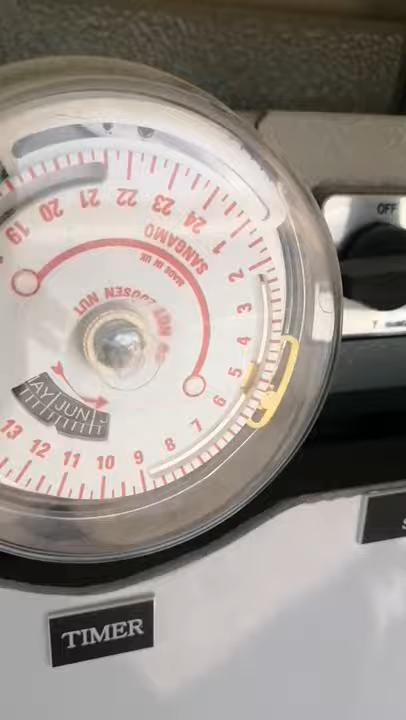 OFF
19 20 21 22 23 24 1 2 3 4 5 6 7 8 9 10 11 12 13
SANGAMO
MADE IN UK
NOT LOOSEN NUT
AY JUN
TIMER
S